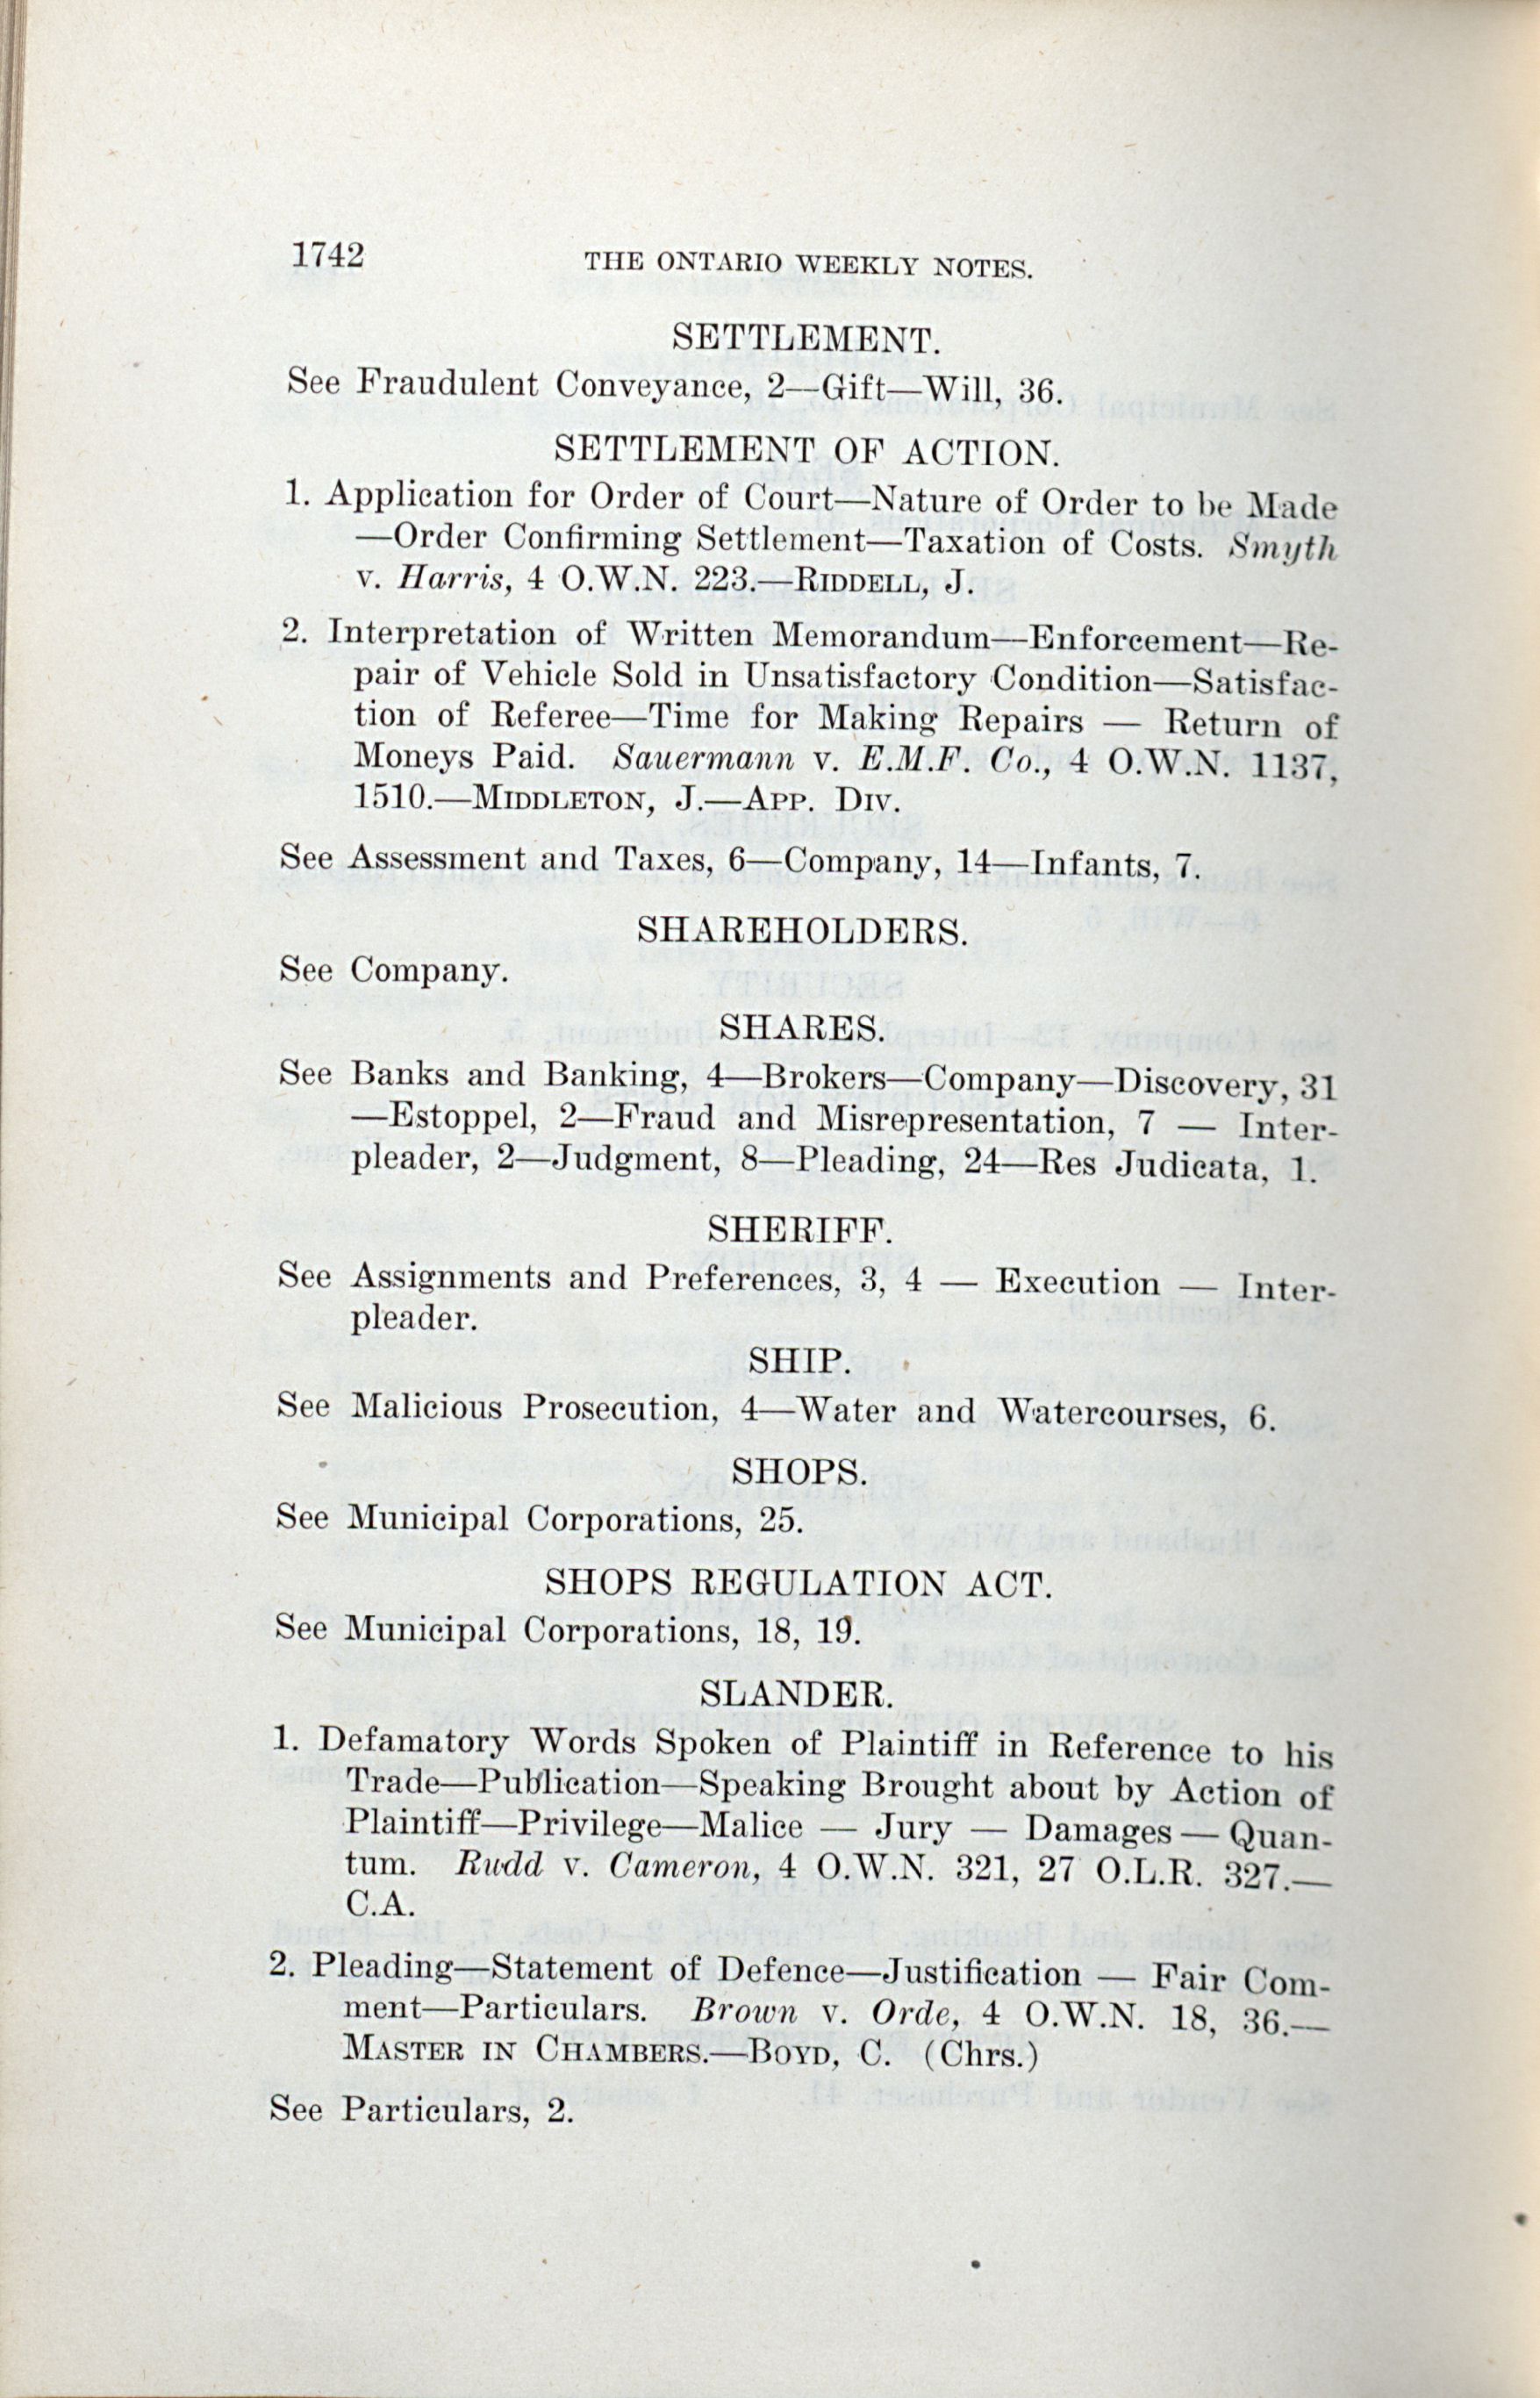 1742
THE ONTARIO WEEKLY NOTES.
SETTLEMENT.
See Fraudulent Conveyance, 2—Gift—Will, 36.
SETTLEMENT OF ACTION.
1. Application for Order of Court—Nature of Order to be Made
—Order Confirming Settlement—Taxation of Costs. Smyth
v. Harris, 4 O.W.N. 223.—RIDDELL, J.
2. Interpretation of Written Memorandum—Enforcement—Re-
pair of Vehicle Sold in Unsatisfactory Condition—Satisfac-
tion of Referee—Time for Making Repairs — Return of
Moneys Paid. Sauermann v. E.M.F. Co., 4 O.W.N. 1137,
1510.—MIDDLETON, J.—APP. DIV.
See Assessment and Taxes, 6—Company, 14—Infants, 7.
SHAREHOLDERS.
See Company.
SHARES.
See Banks and Banking, 4—Brokers—Company—Discovery, 31
—Estoppel, 2—Fraud and Misrepresentation, 7 — Inter-
pleader, 2—Judgment, 8—Pleading, 24—Res Judicata, 1.
SHERIFF.
See Assignments and Preferences, 3, 4 — Execution — Inter-
pleader.
SHIP.
See Malicious Prosecution, 4—Water and Watercourses, 6.
SHOPS.
See Municipal Corporations, 25.
SHOPS REGULATION ACT.
See Municipal Corporations, 18, 19.
SLANDER.
1. Defamatory Words Spoken of Plaintiff in Reference to his
Trade—Publication—Speaking Brought about by Action of
Plaintiff—Privilege—Malice — Jury — Damages — Quan-
tum. Rudd v. Cameron, 4 O.W.N. 321, 27 O.L.R. 327.—
C.A.
2. Pleading—Statement of Defence—Justification — Fair Com-
ment—Particulars. Brown v. Orde, 4 O.W.N. 18, 36.—
MASTER IN CHAMBERS.—BOYD, C. (Chrs.)
See Particulars, 2.